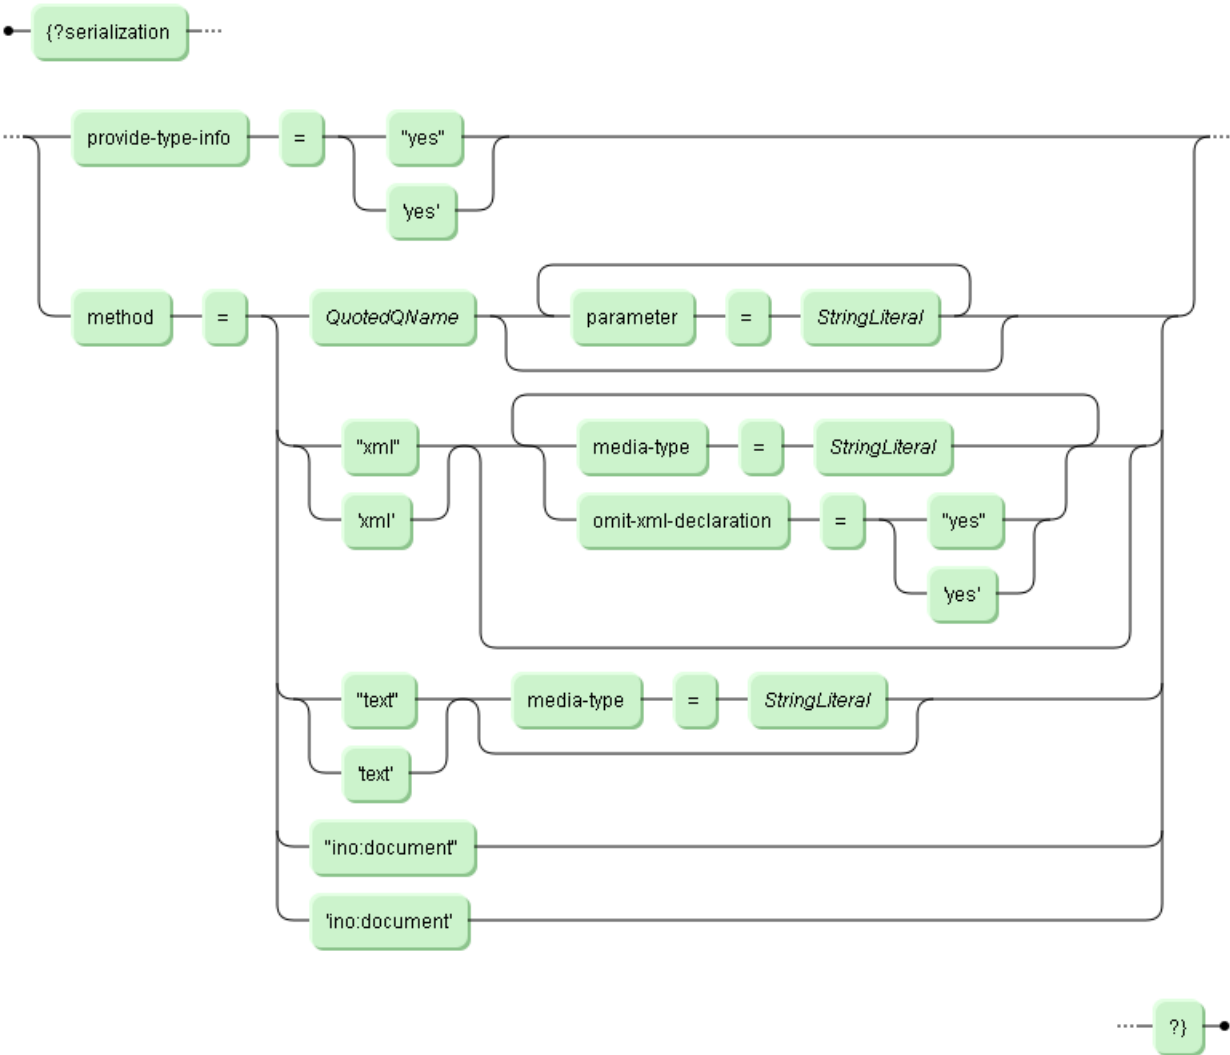 {?serialization
provide-type-info = "yes"
'yes'
method = QuotedQName parameter = StringLiteral
"xml" media-type = StringLiteral
'xml' omit-xml-declaration = "yes"
'yes'
"text" media-type = StringLiteral
'text'
"ino:document"
'ino:document'
?}